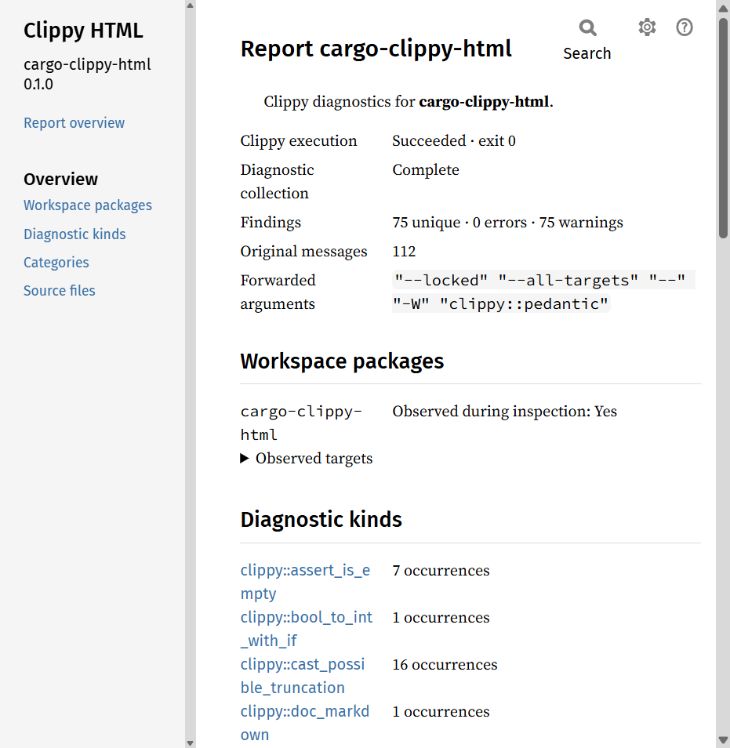 Clippy HTML
cargo-clippy-html
0.1.0
Report overview
Overview
Workspace packages
Diagnostic kinds
Categories
Source files
Report cargo-clippy-html
Search
Clippy diagnostics for cargo-clippy-html.
Clippy execution Succeeded · exit 0
Diagnostic Complete
collection
Findings 75 unique · 0 errors · 75 warnings
Original messages 112
Forwarded "--locked" "--all-targets" "--"
arguments "-W" "clippy::pedantic"
Workspace packages
cargo-clippy- Observed during inspection: Yes
html
▶ Observed targets
Diagnostic kinds
clippy::assert_is_e 7 occurrences
mpty
clippy::bool_to_int 1 occurrences
_with_if
clippy::cast_possi 16 occurrences
ble_truncation
clippy::doc_markd 1 occurrences
own